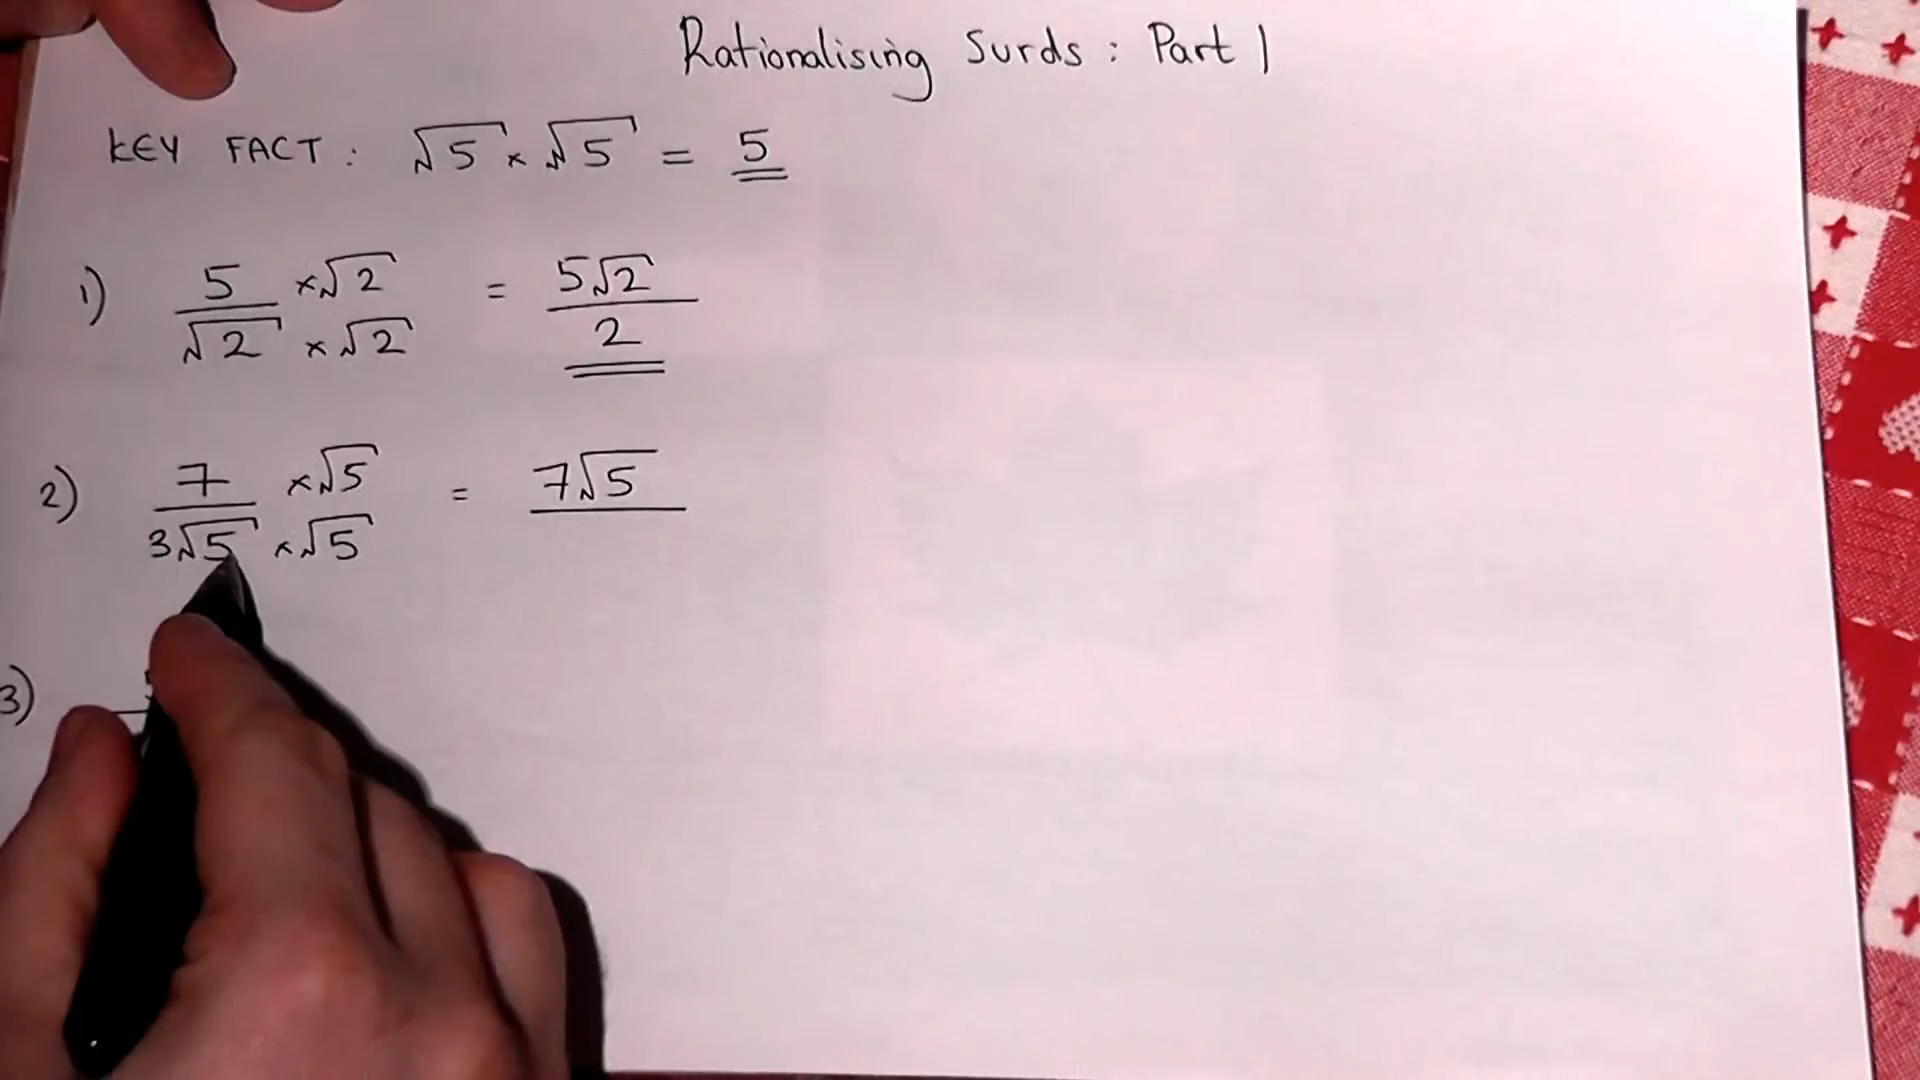 Rationalising Surds : Part 1
KEY FACT : √5 × √5 = 5
1) 5/√2 ×√2/×√2 = 5√2/2
2) 7/3√5 ×√5/×√5 = 7√5
3)